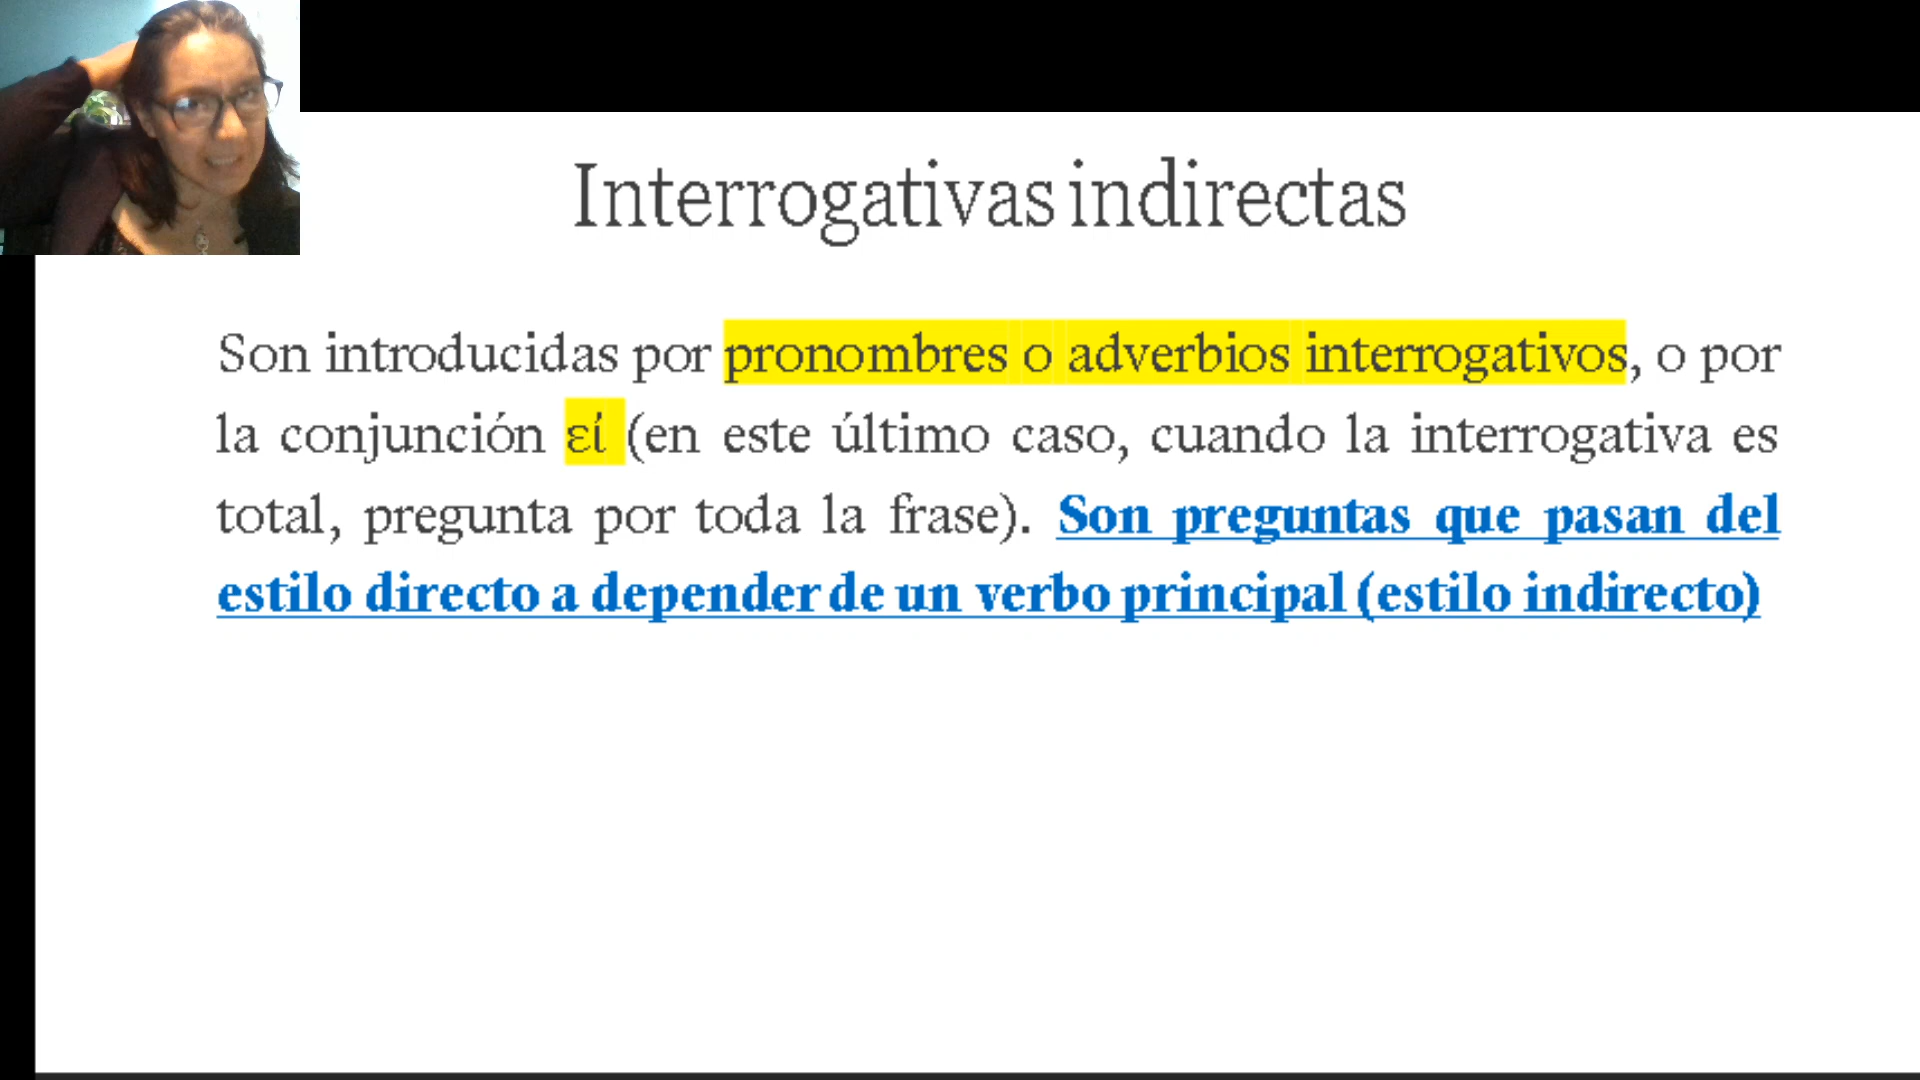 Interrogativas indirectas
Son introducidas por pronombres o adverbios interrogativos, o por
la conjunción εἰ (en este último caso, cuando la interrogativa es
total, pregunta por toda la frase). Son preguntas que pasan del
estilo directo a depender de un verbo principal (estilo indirecto)